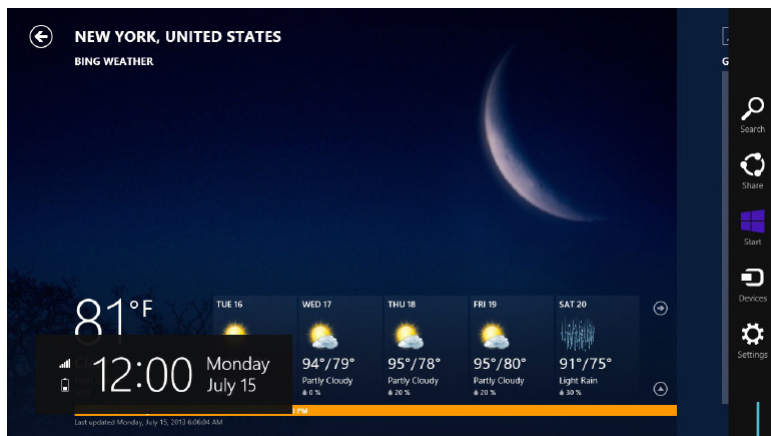 NEW YORK, UNITED STATES
BING WEATHER
G
Search
Share
Start
Devices
Settings
81°F
TUE 16
WED 17
94°/79°
Partly Cloudy
0 %
THU 18
95°/78°
Partly Cloudy
20 %
FRI 19
95°/80°
Partly Cloudy
20 %
SAT 20
91°/75°
Light Rain
30 %
12:00
Monday
July 15
PM
Last updated Monday, July 15, 2013 6:06:04 AM